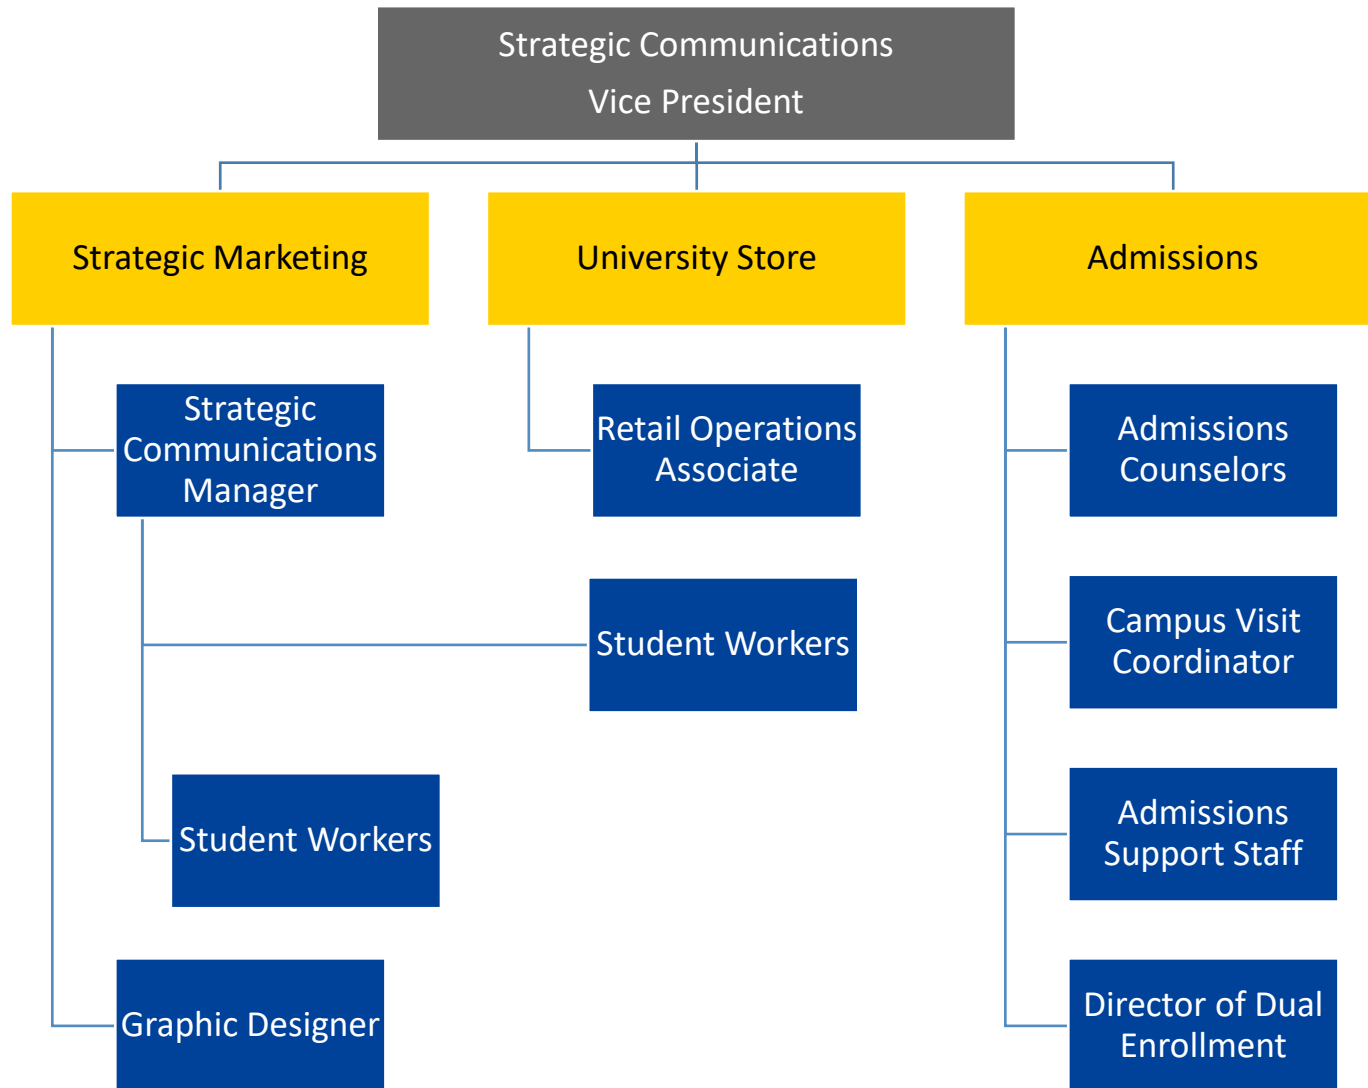 Strategic Communications
Vice President
Strategic Marketing
University Store
Admissions
Strategic
Communications
Manager
Retail Operations
Associate
Admissions
Counselors
Student Workers
Campus Visit
Coordinator
Student Workers
Admissions
Support Staff
Graphic Designer
Director of Dual
Enrollment